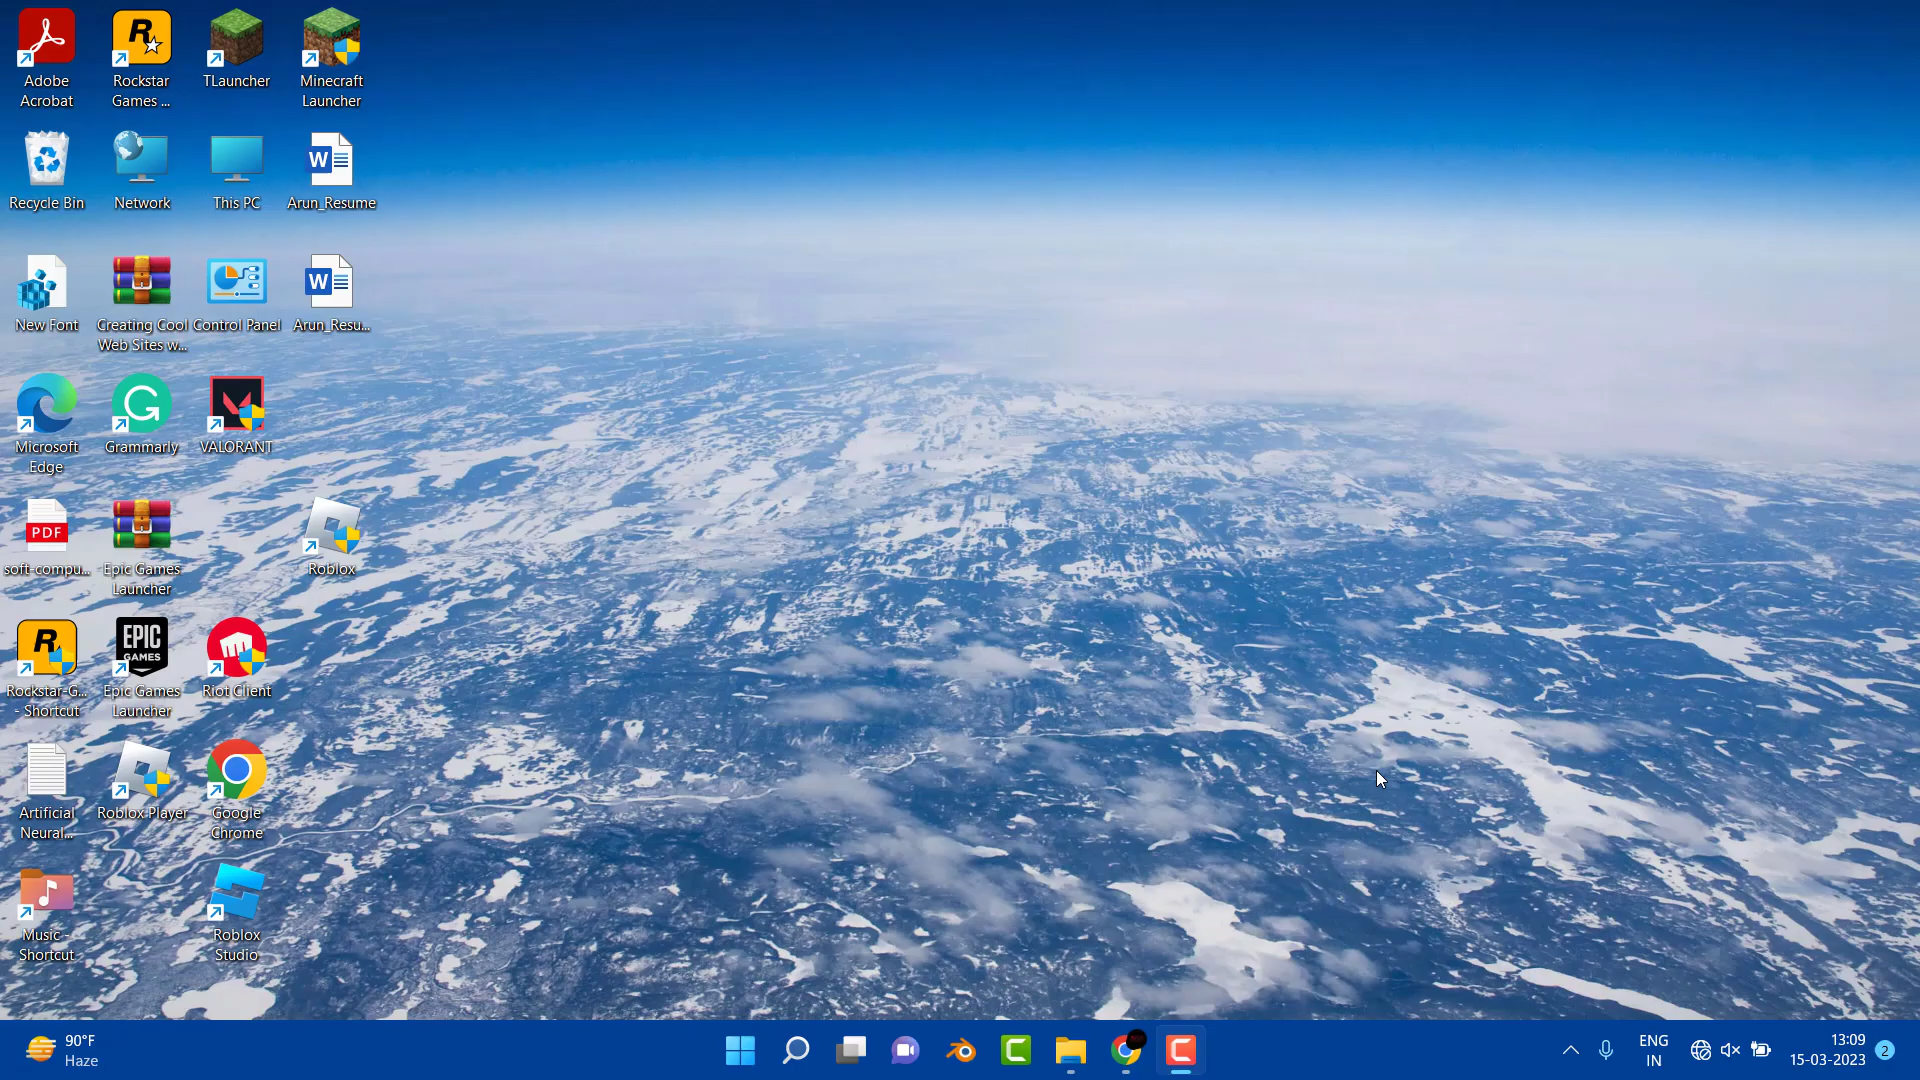 Adobe
Acrobat
Rockstar
Games ...
TLauncher
Minecraft
Launcher
Recycle Bin
Network
This PC
Arun_Resume
New Font
Creating Cool
Web Sites w...
Control Panel
Arun_Resu...
Microsoft
Edge
Grammarly
VALORANT
PDF
soft-compu...
Epic Games
Launcher
Roblox
EPIC
GAMES
Rockstar-G...
- Shortcut
Epic Games
Launcher
Riot Client
Artificial
Neural...
Roblox Player
Google
Chrome
Music -
Shortcut
Roblox
Studio
90°F
Haze
ENG
IN
13:09
15-03-2023
2